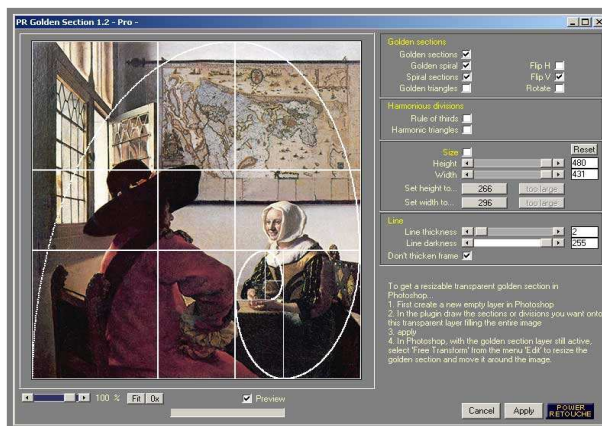 PR Golden Section 1.2 - Pro -
Golden sections
Golden sections
Golden spiral
Flip H
Spiral sections
Flip V
Golden triangles
Rotate
Harmonious divisions
Rule of thirds
Harmonic triangles
Size
Reset
Height
480
Width
431
Set height to...
266
too large
Set width to...
296
too large
Line
Line thickness
2
Line darkness
255
Don't thicken frame
To get a resizable transparent golden section in
Photoshop...
1. First create a new empty layer in Photoshop
2. In the plugin draw the sections or divisions you want onto
this transparent layer filling the entire image
3. apply
4. In Photoshop, with the golden section layer still active,
select 'Free Transform' from the menu 'Edit' to resize the
golden section and move it around the image.
100 %
Fit
0x
Preview
Cancel
Apply
POWER
RETOUCHE